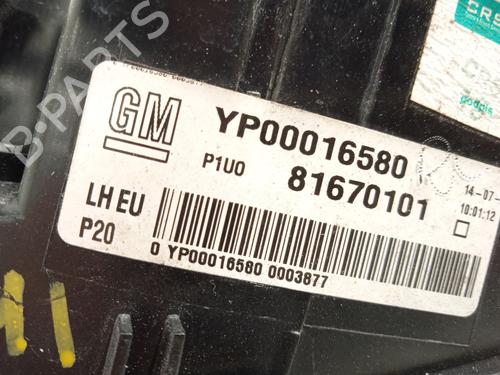 GM
YP00016580
P1U0
81670101
14-07-
10:01:12
LH EU
P20
0 YP00016580 0003877
B-PARTS